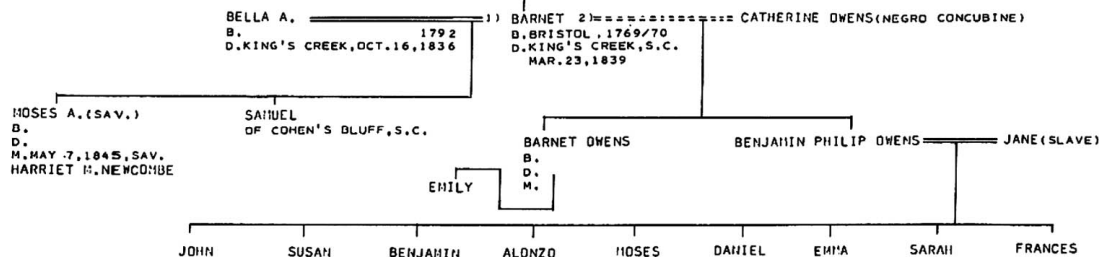 BELLA A. 1) BARNET 2) CATHERINE OWENS (NEGRO CONCUBINE)
B. 1792 B. BRISTOL, 1769/70
D. KING'S CREEK, OCT. 16, 1836 D. KING'S CREEK, S.C.
MAR. 23, 1839
MOSES A. (SAV.) SAMUEL
B. OF COHEN'S BLUFF, S.C.
D.
M. MAY 7, 1845, SAV.
HARRIET M. NEWCOMBE
BARNET OWENS BENJAMIN PHILIP OWENS JANE (SLAVE)
B.
D.
M.
EMILY
JOHN SUSAN BENJAMIN ALONZO MOSES DANIEL EMMA SARAH FRANCES